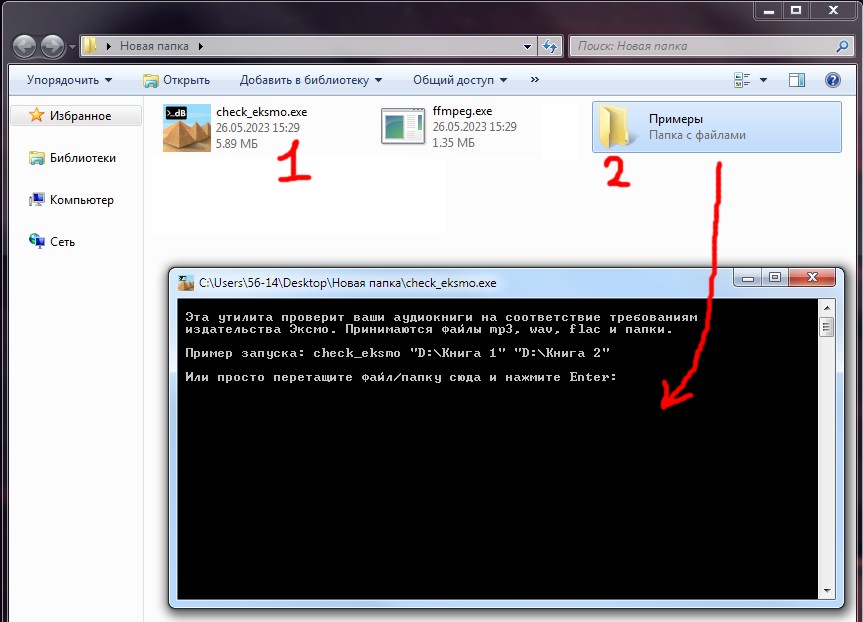 Новая папка
Поиск: Новая папка
Упорядочить
Открыть
Добавить в библиотеку
Общий доступ
»
Избранное
Библиотеки
Компьютер
Сеть
>_dB
check_eksmo.exe
26.05.2023 15:29
5.89 МБ
ffmpeg.exe
26.05.2023 15:29
1.35 МБ
Примеры
Папка с файлами
1
2
C:\Users\56-14\Desktop\Новая папка\check_eksmo.exe
Эта утилита проверит ваши аудиокниги на соответствие требованиям
издательства Эксмо. Принимаются файлы mp3, wav, flac и папки.
Пример запуска: check_eksmo "D:\Книга 1" "D:\Книга 2"
Или просто перетащите файл/папку сюда и нажмите Enter: